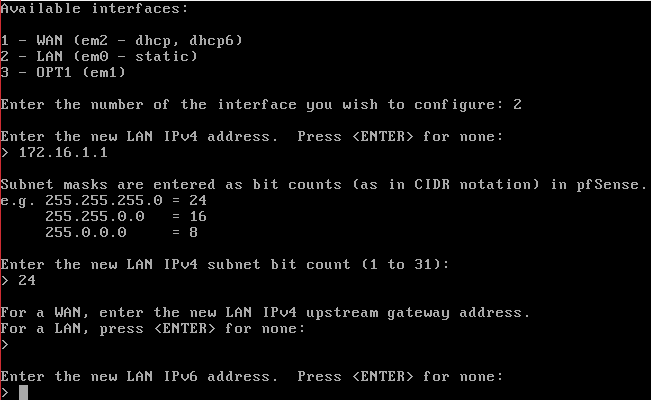 Available interfaces:
1 - WAN (em2 - dhcp, dhcp6)
2 - LAN (em0 - static)
3 - OPT1 (em1)
Enter the number of the interface you wish to configure: 2
Enter the new LAN IPv4 address.  Press <ENTER> for none:
> 172.16.1.1
Subnet masks are entered as bit counts (as in CIDR notation) in pfSense.
e.g. 255.255.255.0 = 24
     255.255.0.0   = 16
     255.0.0.0     = 8
Enter the new LAN IPv4 subnet bit count (1 to 31):
> 24
For a WAN, enter the new LAN IPv4 upstream gateway address.
For a LAN, press <ENTER> for none:
>
Enter the new LAN IPv6 address.  Press <ENTER> for none:
>